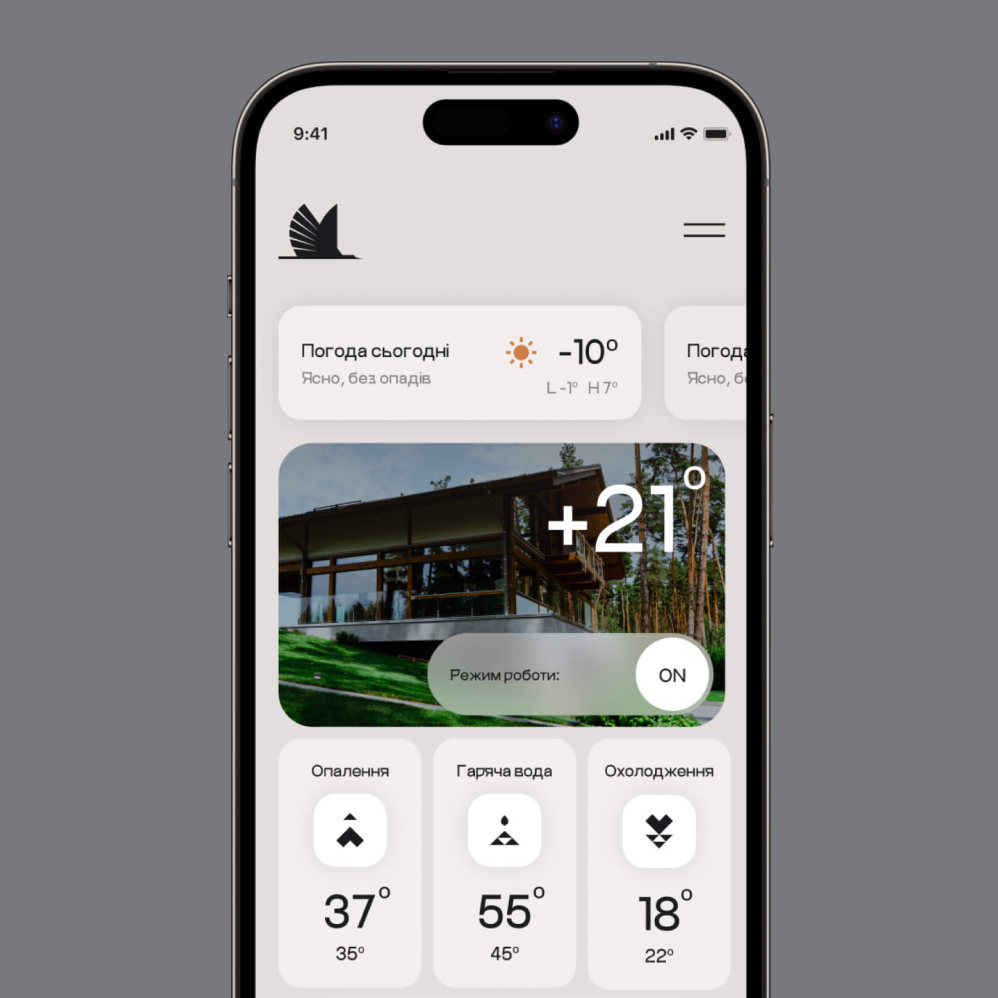 9:41
Погода сьогодні
-10°
Ясно, без опадів
L -1° H 7°
Погода
Ясно, бе
+21°
Режим роботи:
ON
Опалення
Гаряча вода
Охолодження
37°
55°
18°
35°
45°
22°